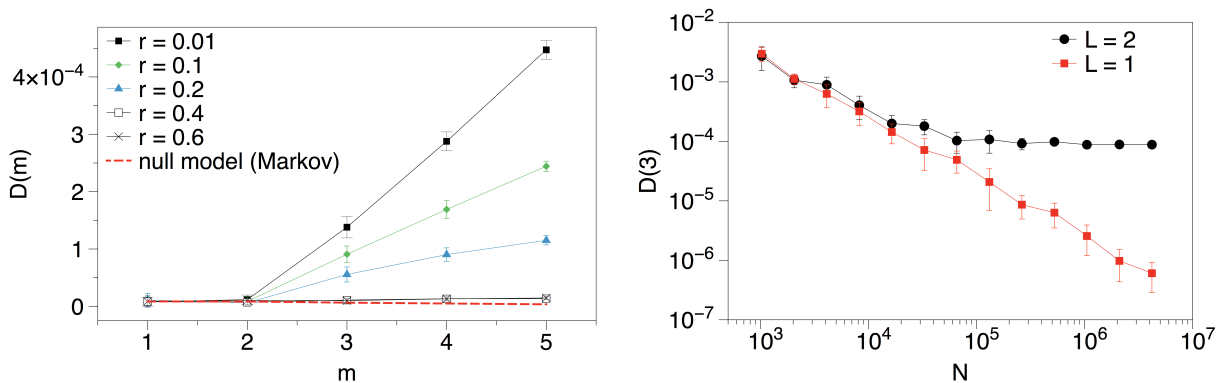 r = 0.01
r = 0.1
r = 0.2
r = 0.4
r = 0.6
null model (Markov)
4×10⁻⁴
3
2
1
0
D(m)
1 2 3 4 5
m
L = 2
L = 1
10⁻²
10⁻³
10⁻⁴
10⁻⁵
10⁻⁶
10⁻⁷
D(3)
10³ 10⁴ 10⁵ 10⁶ 10⁷
N